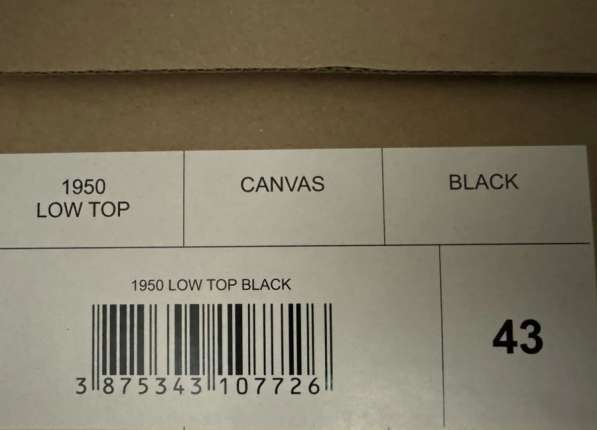 1950
LOW TOP
CANVAS
BLACK
1950 LOW TOP BLACK
43
3 875343 107726